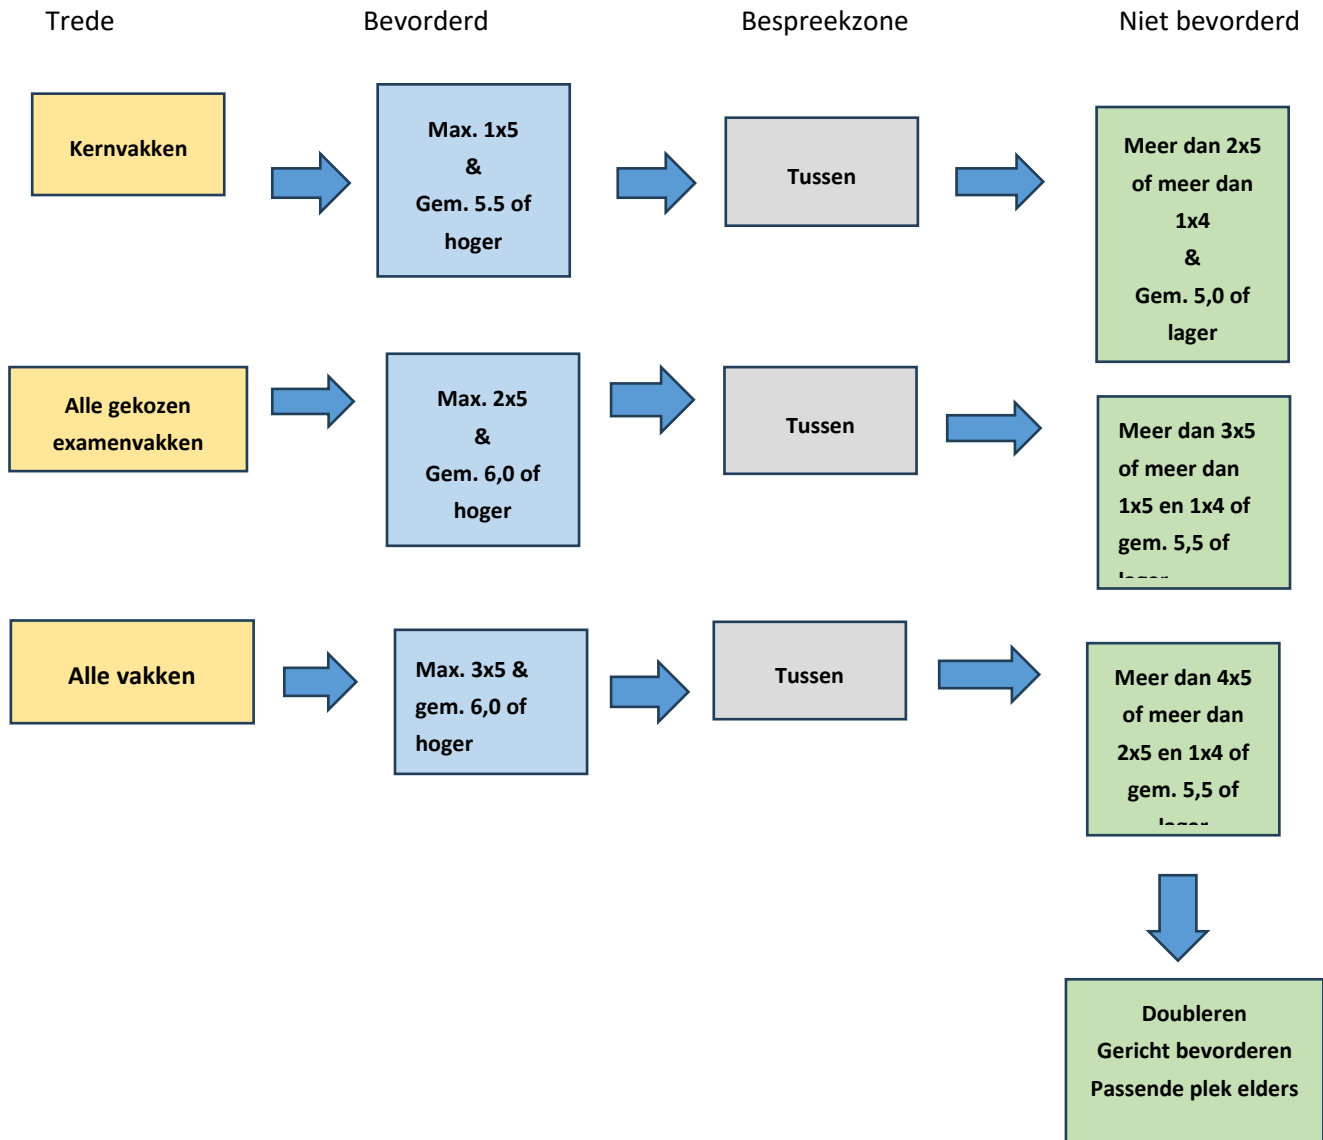 Trede Bevorderd Bespreekzone Niet bevorderd
Kernvakken
Max. 1x5
&
Gem. 5.5 of
hoger
Tussen
Meer dan 2x5
of meer dan
1x4
&
Gem. 5,0 of
lager
Alle gekozen
examenvakken
Max. 2x5
&
Gem. 6,0 of
hoger
Tussen
Meer dan 3x5
of meer dan
1x5 en 1x4 of
gem. 5,5 of
lager
Alle vakken
Max. 3x5 &
gem. 6,0 of
hoger
Tussen
Meer dan 4x5
of meer dan
2x5 en 1x4 of
gem. 5,5 of
lager
Doubleren
Gericht bevorderen
Passende plek elders